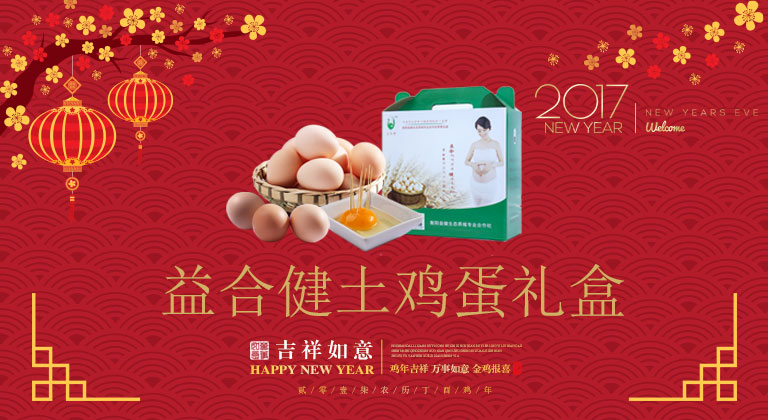 2017
NEW YEAR
NEW YEARS EVE
Welcome
益合健土鸡蛋礼盒
吉祥如意
HAPPY NEW YEAR
鸡年吉祥 万事如意 金鸡报喜
贰零壹柒农历丁酉鸡年